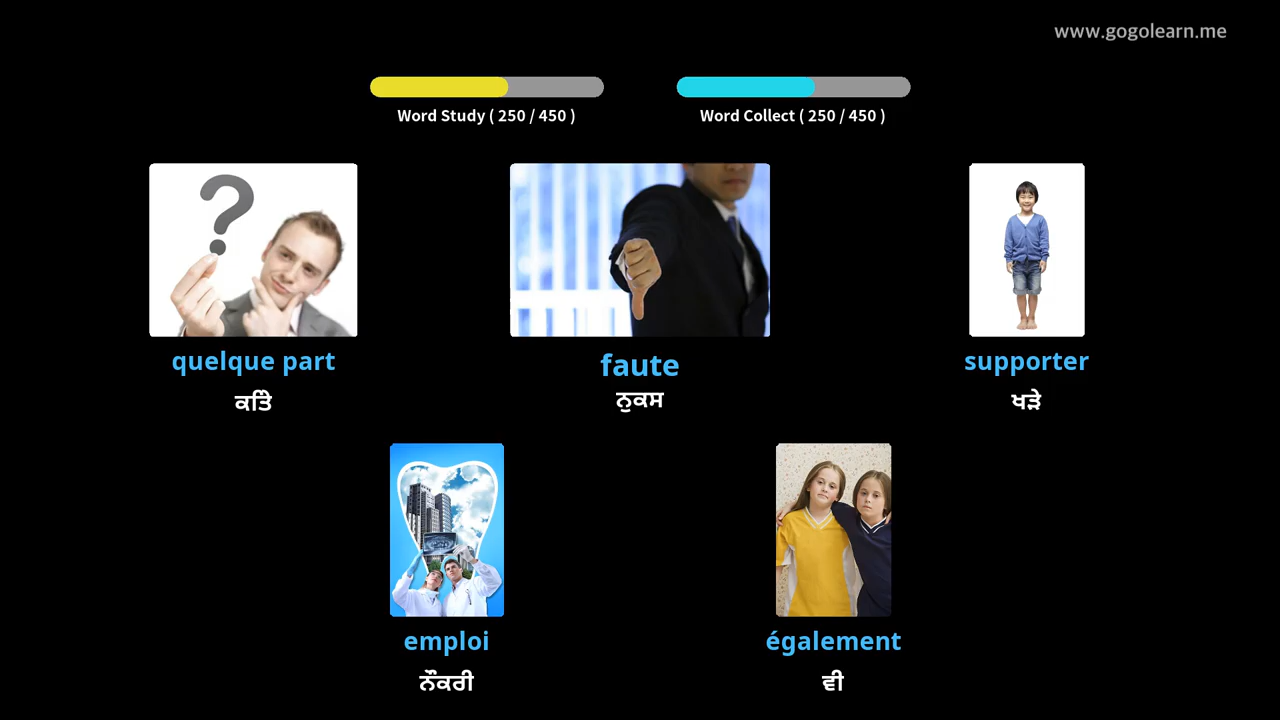 www.gogolearn.me
Word Study ( 250 / 450 )
Word Collect ( 250 / 450 )
quelque part
ਕਿਤੇ
faute
ਨੁਕਸ
supporter
ਖੜੇ
emploi
ਨੌਕਰੀ
également
ਵੀ